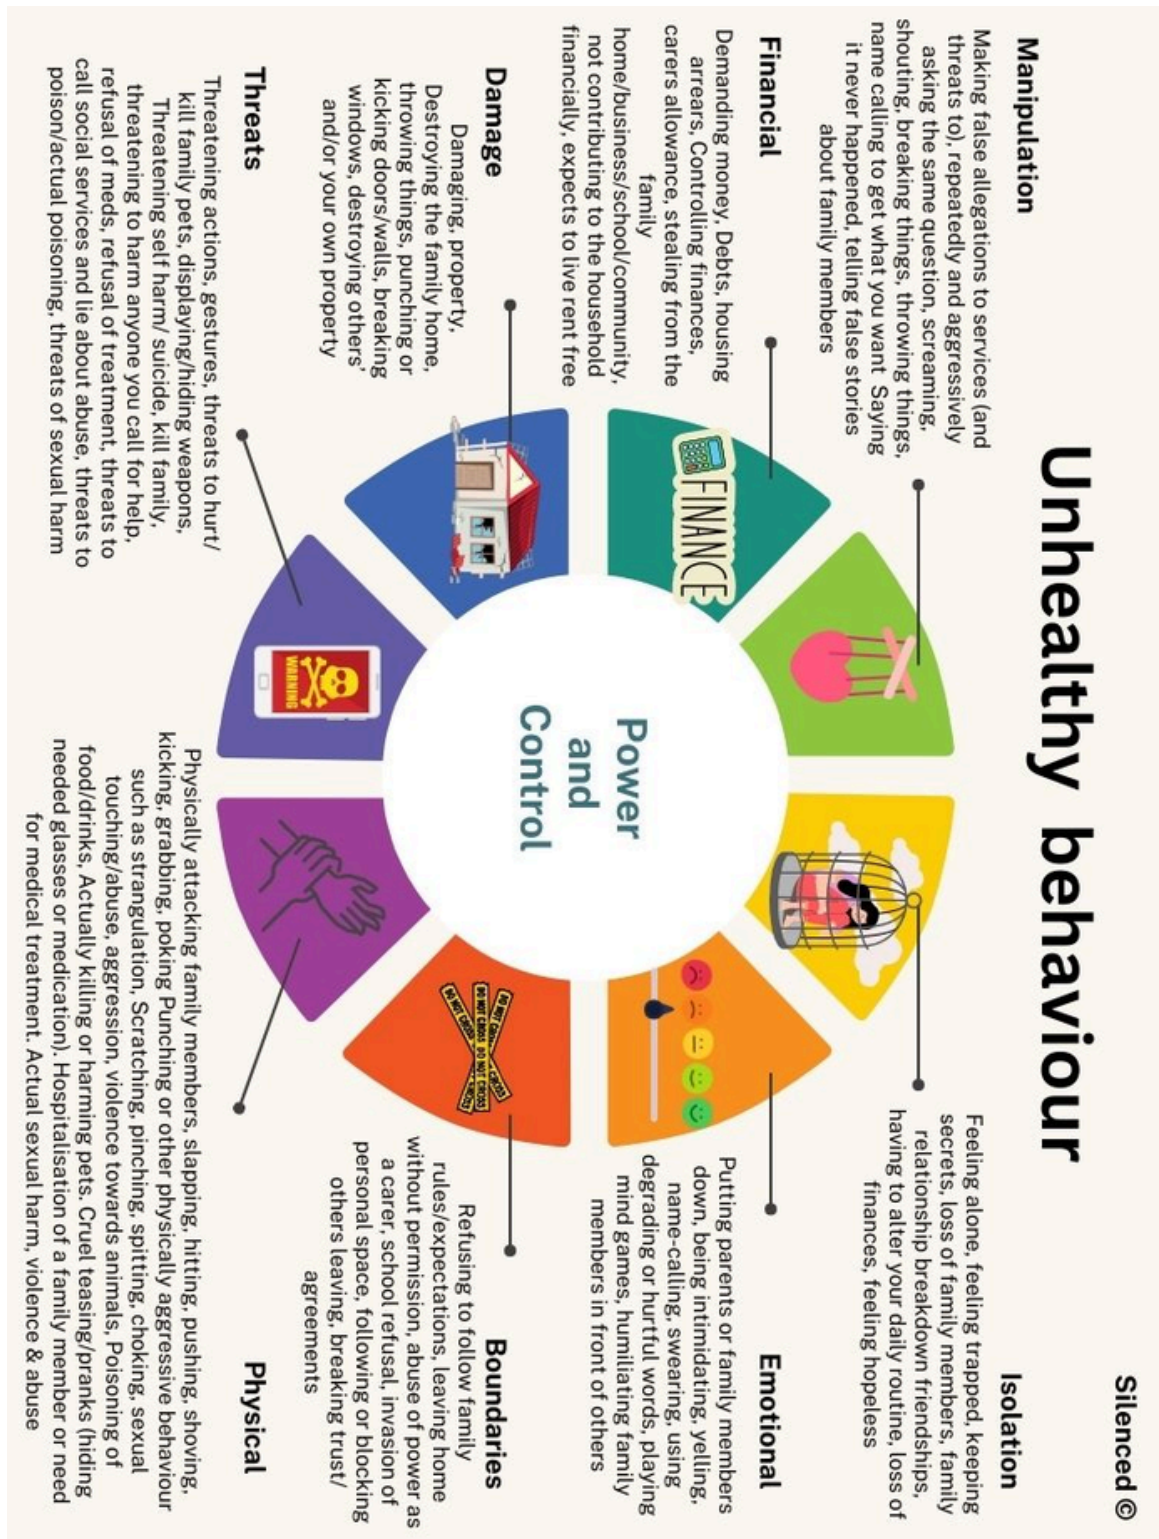 Silenced ©
Unhealthy behaviour
Manipulation
Making false allegations to services (and
threats to), repeatedly and aggressively
asking the same question, screaming,
shouting, breaking things, throwing things,
name calling to get what you want Saying
it never happened, telling false stories
about family members
Isolation
Feeling alone, feeling trapped, keeping
secrets, loss of family members, family
relationship breakdown friendships,
having to alter your daily routine, loss of
finances, feeling hopeless
Financial
Demanding money, Debts, housing
arrears, Controlling finances,
carers allowance, stealing from the
family
home/business/school/community,
not contributing to the household
financially, expects to live rent free
FINANCE
Emotional
Putting parents or family members
down, being intimidating, yelling,
name-calling, swearing, using
degrading or hurtful words, playing
mind games, humiliating family
members in front of others
Power
and
Control
Damage
Damaging, property,
Destroying the family home,
throwing things, punching or
kicking doors/walls, breaking
windows, destroying others'
and/or your own property
Boundaries
Refusing to follow family
rules/expectations, leaving home
without permission, abuse of power as
a carer, school refusal, invasion of
personal space, following or blocking
others leaving, breaking trust/
agreements
DO NOT CROSS
DO NOT CROSS DO NOT CROSS
DO NOT CROSS
Threats
Threatening actions, gestures, threats to hurt/
kill family pets, displaying/hiding weapons,
Threatening self harm/ suicide, kill family,
threatening to harm anyone you call for help,
refusal of meds, refusal of treatment, threats to
call social services and lie about abuse, threats to
poison/actual poisoning, threats of sexual harm
WARNING
Physical
Physically attacking family members, slapping, hitting, pushing, shoving,
kicking, grabbing, poking Punching or other physically aggressive behaviour
such as strangulation, Scratching, pinching, spitting, choking, sexual
touching/abuse, aggression, violence towards animals, Poisoning of
food/drinks, Actually killing or harming pets. Cruel teasing/pranks (hiding
needed glasses or medication). Hospitalisation of a family member or need
for medical treatment. Actual sexual harm, violence & abuse